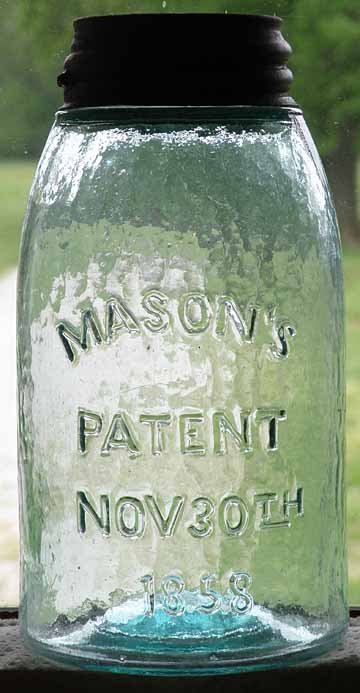 MASON'S
PATENT
NOV 30TH
1858